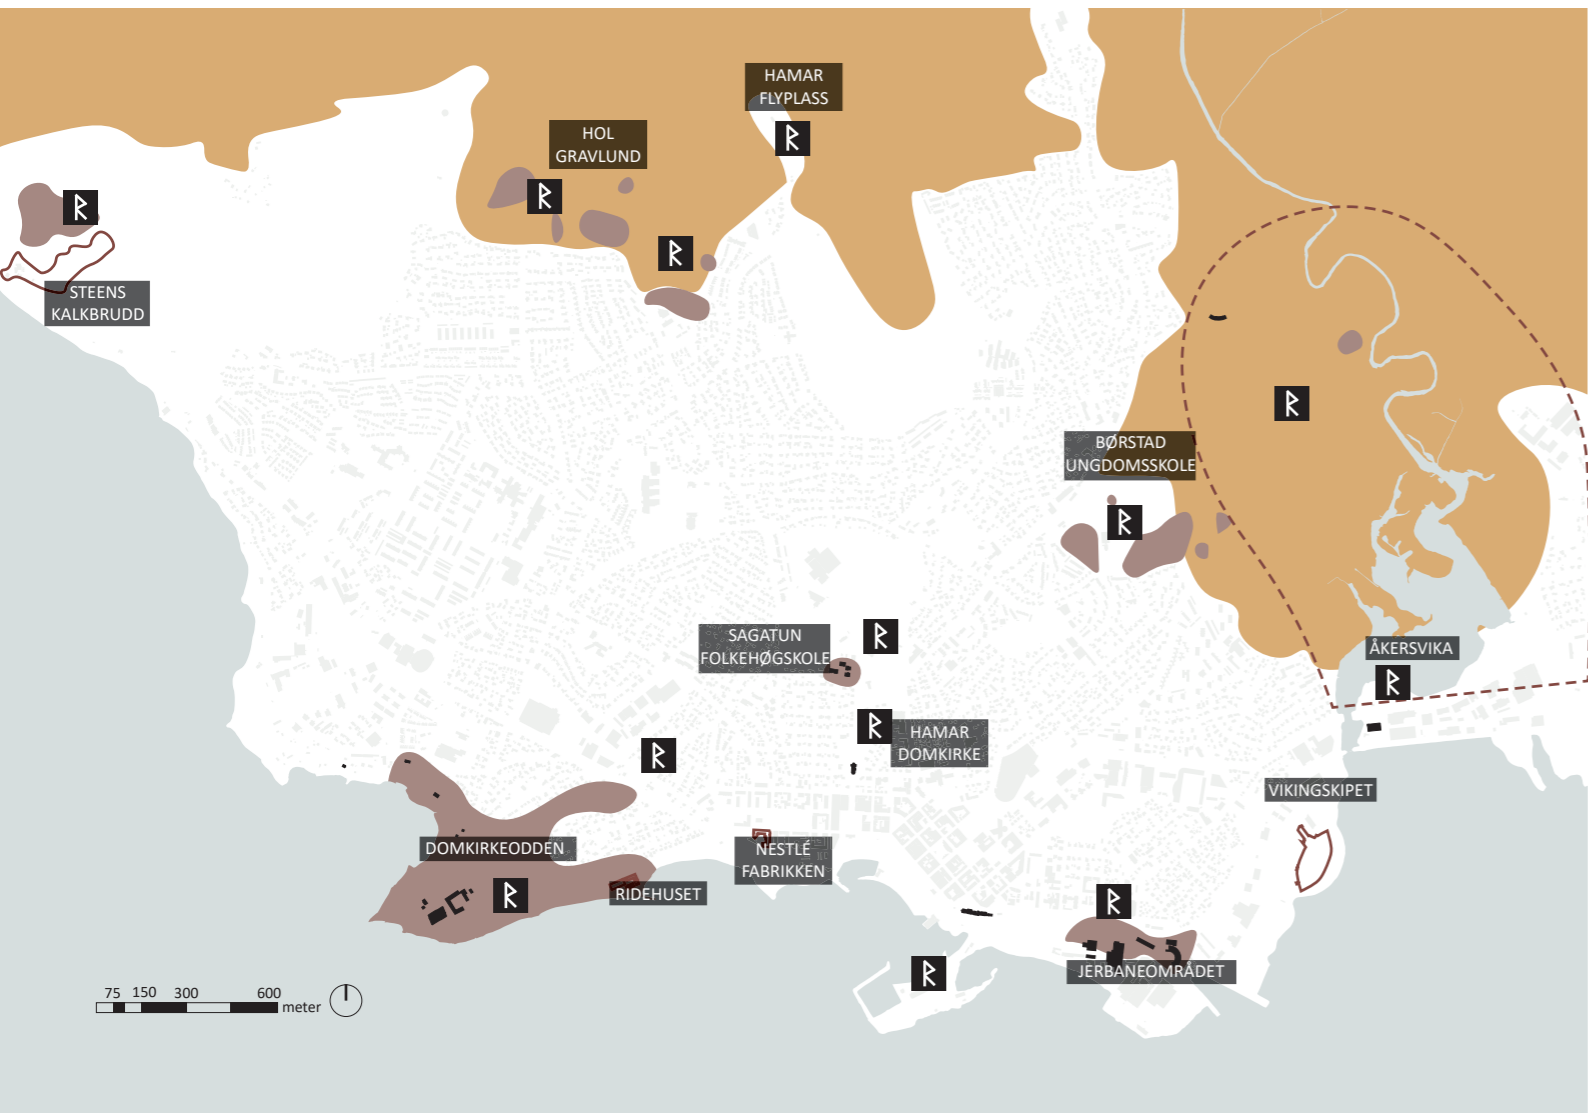 HAMAR
FLYPLASS
HOL
GRAVLUND
STEENS
KALKBRUDD
BØRSTAD
UNGDOMSSKOLE
SAGATUN
FOLKEHØGSKOLE
ÅKERSVIKA
HAMAR
DOMKIRKE
VIKINGSKIPET
DOMKIRKEODDEN
NESTLÉ
FABRIKKEN
RIDEHUSET
JERBANEOMRÅDET
75 150 300 600
meter